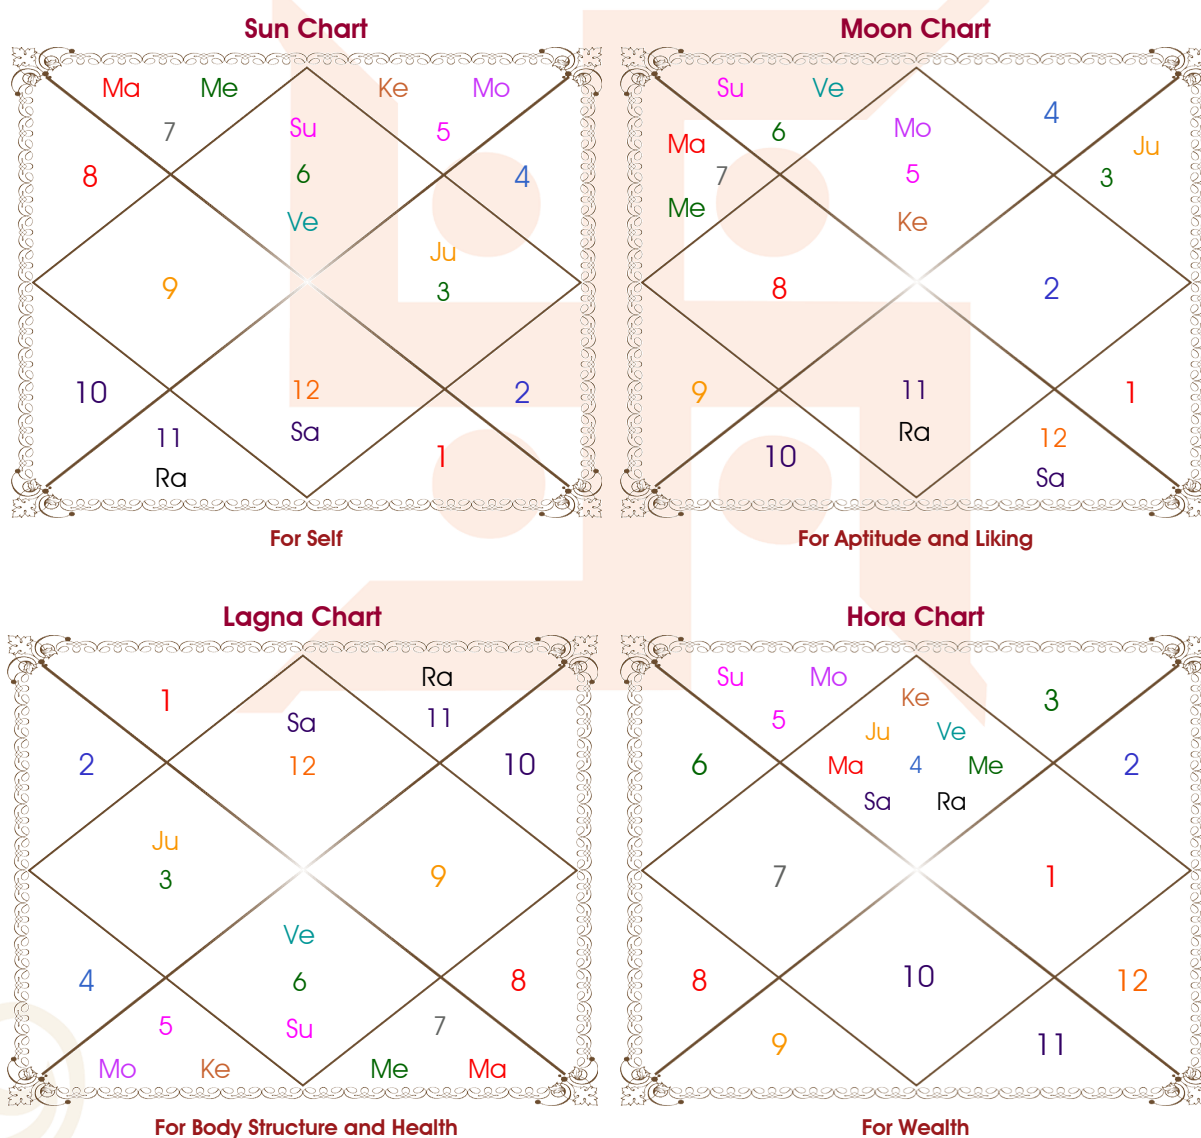 Sun Chart
Ma Me Ke Mo
7 Su 5
8 6 4
Ve
Ju
9 3
10 12 2
11 Sa 1
Ra
For Self
Moon Chart
Su Ve 4
6 Mo Ju
Ma 7 5 3
Me Ke
8 2
9 11 1
10 Ra 12
Sa
For Aptitude and Liking
Lagna Chart
Ra
1 Sa 11
2 12 10
Ju
3 9
Ve
4 6 8
5 Su 7
Mo Ke Me Ma
For Body Structure and Health
Hora Chart
Su Mo Ke 3
5 Ju Ve
6 Ma 4 Me 2
Sa Ra
7 1
8 10 12
9 11
For Wealth